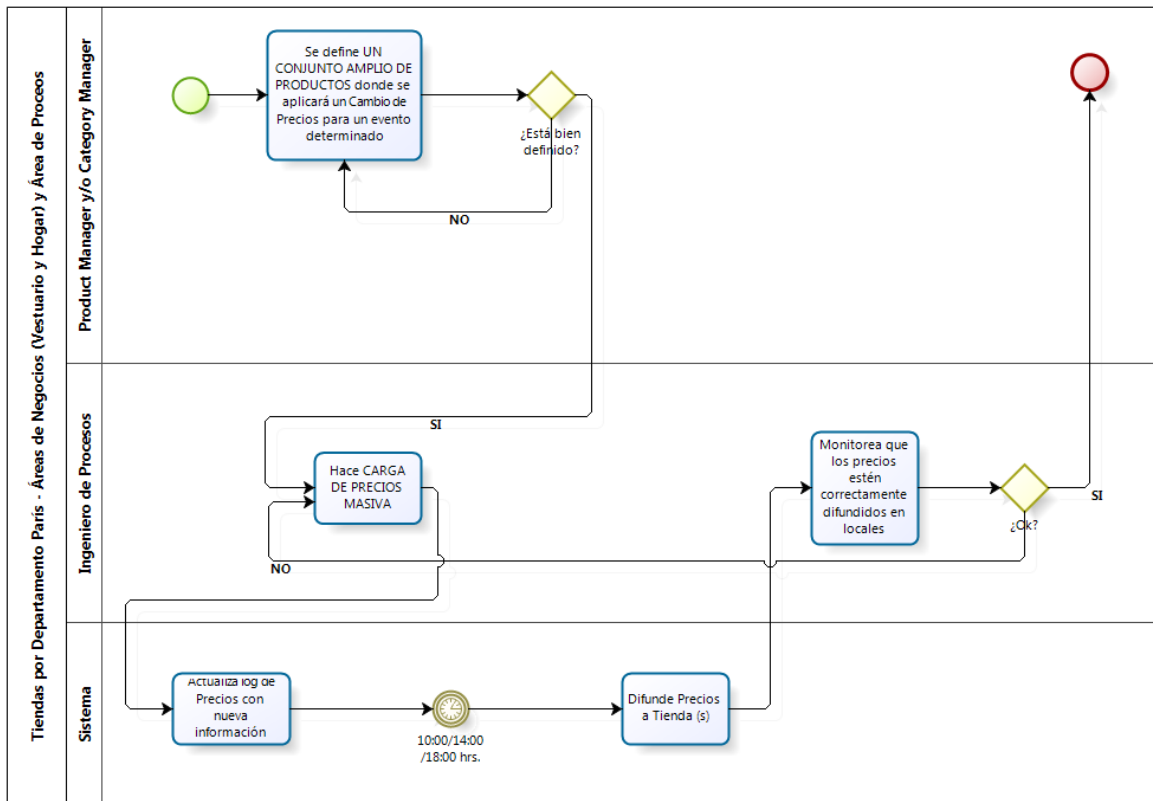 Tiendas por Departamento París - Áreas de Negocios (Vestuario y Hogar) y Área de Proceos
Product Manager y/o Category Manager
Se define UN
CONJUNTO AMPLIO DE
PRODUCTOS donde se
aplicará un Cambio de
Precios para un evento
determinado
¿Está bien
definido?
NO
SI
Ingeniero de Procesos
Hace CARGA
DE PRECIOS
MASIVA
Monitorea que
los precios
estén
correctamente
difundidos en
locales
¿Ok?
SI
NO
Sistema
Actualiza log de
Precios con
nueva
información
10:00/14:00
/18:00 hrs.
Difunde Precios
a Tienda (s)